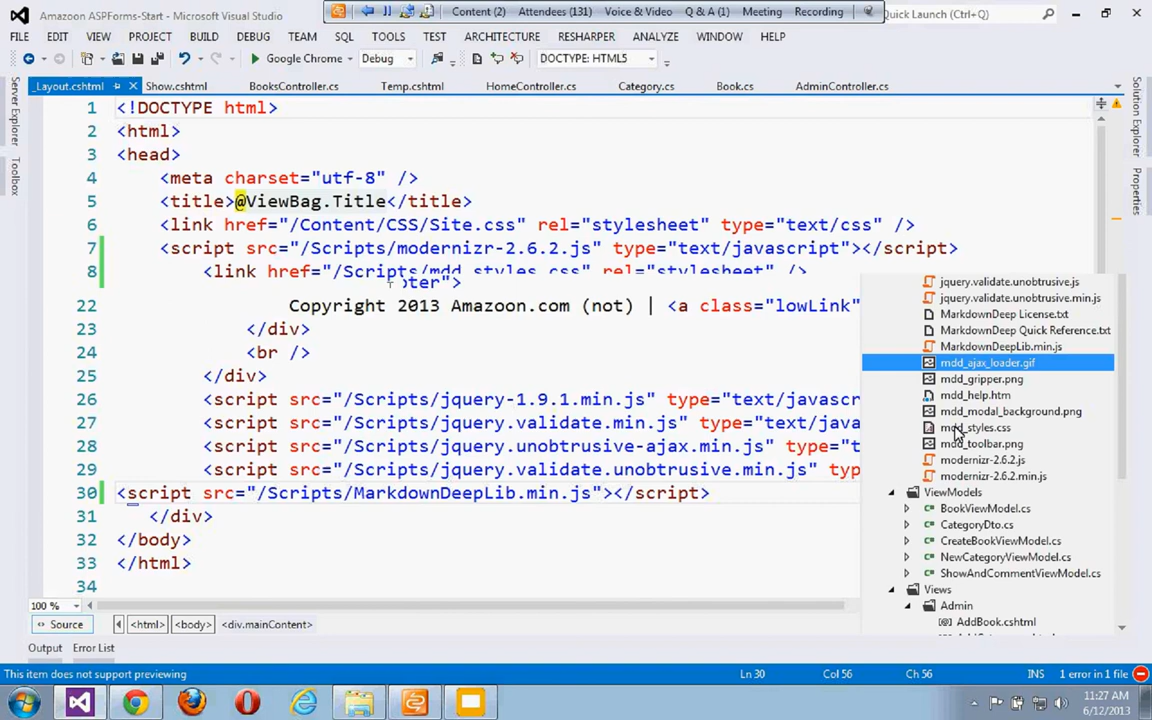 Amazoon ASPForms-Start - Microsoft Visual Studio
Content (2) Attendees (131) Voice & Video Q & A (1) Meeting Recording
Quick Launch (Ctrl+Q)
FILE EDIT VIEW PROJECT BUILD DEBUG TEAM SQL TOOLS TEST ARCHITECTURE RESHARPER ANALYZE WINDOW HELP
Google Chrome Debug DOCTYPE: HTML5
_Layout.cshtml Show.cshtml BooksController.cs Temp.cshtml HomeController.cs Category.cs Book.cs AdminController.cs
Server Explorer
Toolbox
Solution Explorer
Properties
1 <!DOCTYPE html>
2 <html>
3 <head>
4 <meta charset="utf-8" />
5 <title>@ViewBag.Title</title>
6 <link href="/Content/CSS/Site.css" rel="stylesheet" type="text/css" />
7 <script src="/Scripts/modernizr-2.6.2.js" type="text/javascript"></script>
8 <link href="/Scripts/mdd_styles.css" rel="stylesheet" />
oter">
22 Copyright 2013 Amazoon.com (not) | <a class="lowLink"
23 </div>
24 <br />
25 </div>
26 <script src="/Scripts/jquery-1.9.1.min.js" type="text/javascr
27 <script src="/Scripts/jquery.validate.min.js" type="text/java
28 <script src="/Scripts/jquery.unobtrusive-ajax.min.js" type="t
29 <script src="/Scripts/jquery.validate.unobtrusive.min.js" typ
30 <script src="/Scripts/MarkdownDeepLib.min.js"></script>
31 </div>
32 </body>
33 </html>
34
jquery.validate.unobtrusive.js
jquery.validate.unobtrusive.min.js
MarkdownDeep License.txt
MarkdownDeep Quick Reference.txt
MarkdownDeepLib.min.js
mdd_ajax_loader.gif
mdd_gripper.png
mdd_help.htm
mdd_modal_background.png
mdd_styles.css
mdd_toolbar.png
modernizr-2.6.2.js
modernizr-2.6.2.min.js
ViewModels
BookViewModel.cs
CategoryDto.cs
CreateBookViewModel.cs
NewCategoryViewModel.cs
ShowAndCommentViewModel.cs
Views
Admin
AddBook.cshtml
100 %
Source <html> <body> <div.mainContent>
Output Error List
This item does not support previewing Ln 30 Col 56 Ch 56 INS 1 error in 1 file
11:27 AM
6/12/2013